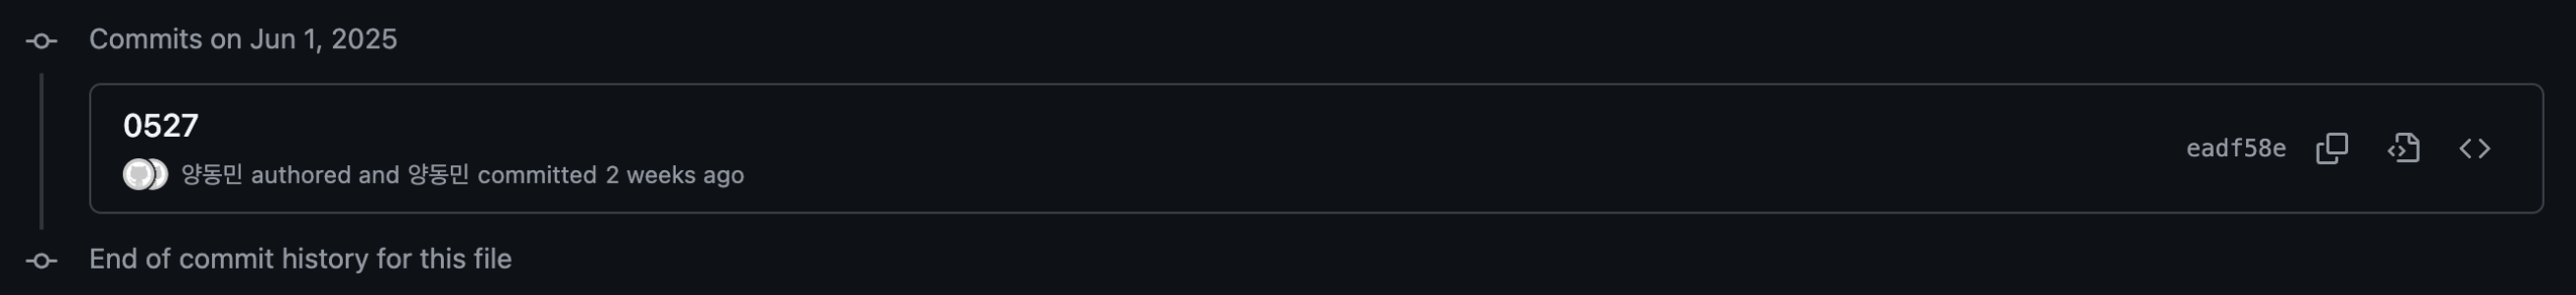 Commits on Jun 1, 2025
0527
양동민 authored and 양동민 committed 2 weeks ago
eadf58e
End of commit history for this file